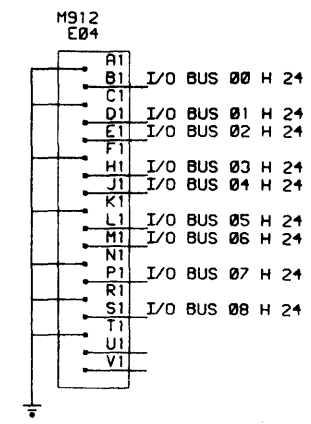 M912
E04
A1
B1 I/O BUS 00 H 24
C1
D1 I/O BUS 01 H 24
E1 I/O BUS 02 H 24
F1
H1 I/O BUS 03 H 24
J1 I/O BUS 04 H 24
K1
L1 I/O BUS 05 H 24
M1 I/O BUS 06 H 24
N1
P1 I/O BUS 07 H 24
R1
S1 I/O BUS 08 H 24
T1
U1
V1